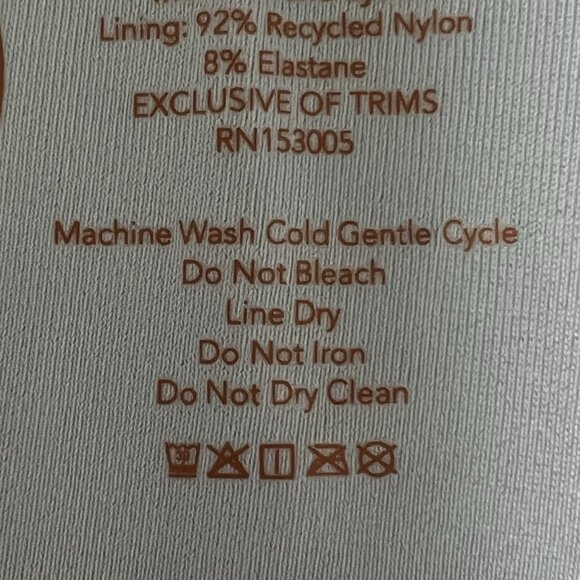 Lining: 92% Recycled Nylon
8% Elastane
EXCLUSIVE OF TRIMS
RN153005
Machine Wash Cold Gentle Cycle
Do Not Bleach
Line Dry
Do Not Iron
Do Not Dry Clean